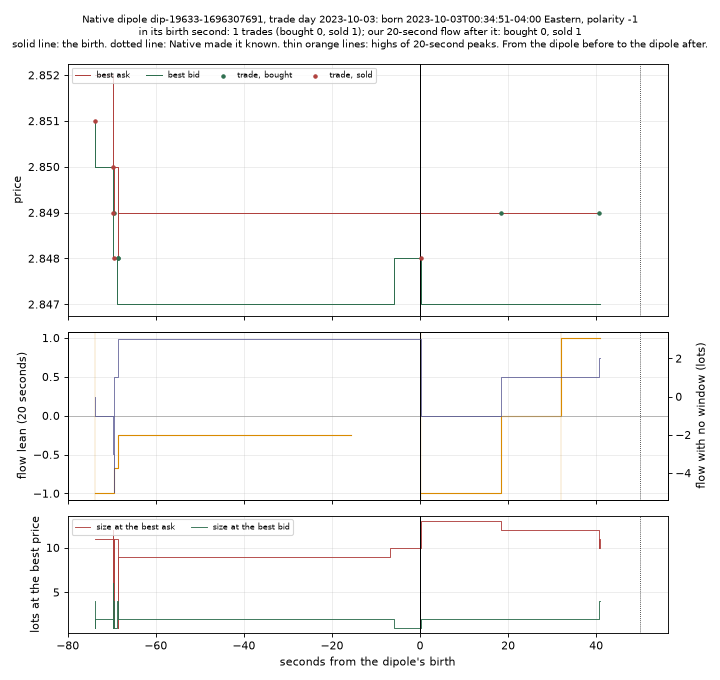 Native dipole dip-19633-1696307691, trade day 2023-10-03: born 2023-10-03T00:34:51-04:00 Eastern, polarity -1
in its birth second: 1 trades (bought 0, sold 1); our 20-second flow after it: bought 0, sold 1
solid line: the birth. dotted line: Native made it known. thin orange lines: highs of 20-second peaks. From the dipole before to the dipole after.
best ask
best bid
trade, bought
trade, sold
2.852
2.851
2.850
2.849
2.848
2.847
price
1.0
0.5
0.0
−0.5
−1.0
flow lean (20 seconds)
2
0
−2
−4
flow with no window (lots)
size at the best ask
size at the best bid
10
5
lots at the best price
−80
−60
−40
−20
0
20
40
seconds from the dipole's birth